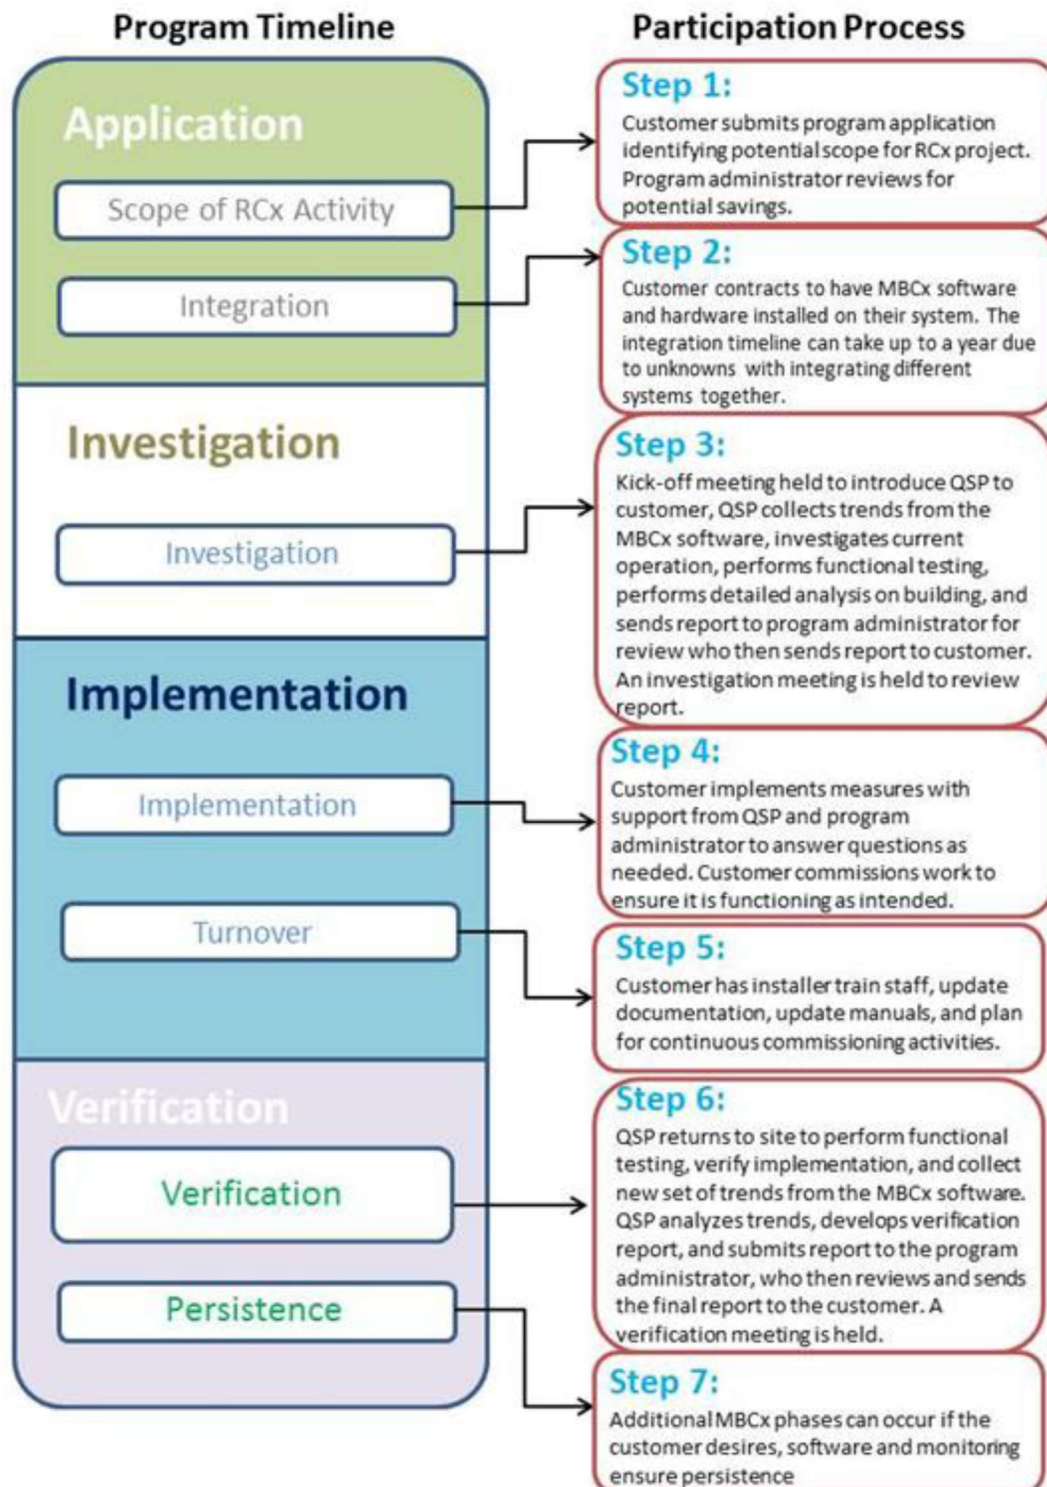 Program Timeline
Participation Process
Application
Scope of RCx Activity
Integration
Investigation
Investigation
Implementation
Implementation
Turnover
Verification
Verification
Persistence
Step 1:
Customer submits program application
identifying potential scope for RCx project.
Program administrator reviews for
potential savings.
Step 2:
Customer contracts to have MBCx software
and hardware installed on their system. The
integration timeline can take up to a year due
to unknowns with integrating different
systems together.
Step 3:
Kick-off meeting held to introduce QSP to
customer, QSP collects trends from the
MBCx software, investigates current
operation, performs functional testing,
performs detailed analysis on building, and
sends report to program administrator for
review who then sends report to customer.
An investigation meeting is held to review
report.
Step 4:
Customer implements measures with
support from QSP and program
administrator to answer questions as
needed. Customer commissions work to
ensure it is functioning as intended.
Step 5:
Customer has installer train staff, update
documentation, update manuals, and plan
for continuous commissioning activities.
Step 6:
QSP returns to site to perform functional
testing, verify implementation, and collect
new set of trends from the MBCx software.
QSP analyzes trends, develops verification
report, and submits report to the program
administrator, who then reviews and sends
the final report to the customer. A
verification meeting is held.
Step 7:
Additional MBCx phases can occur if the
customer desires, software and monitoring
ensure persistence